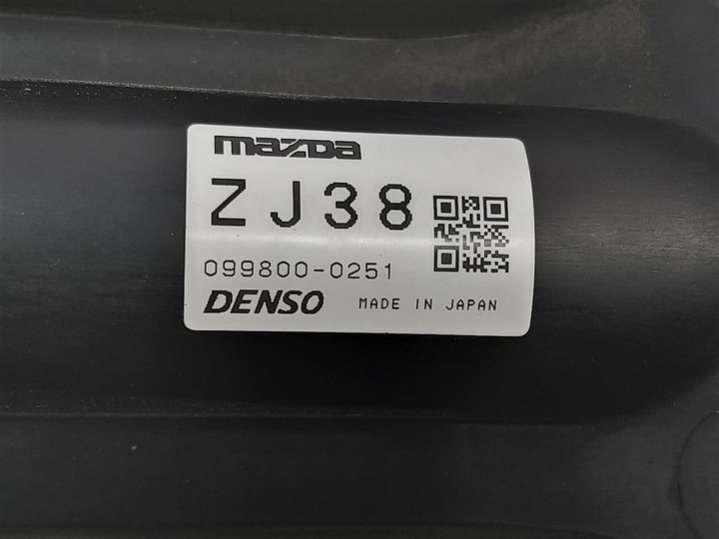 mazda
ZJ38
099800-0251
DENSO MADE IN JAPAN